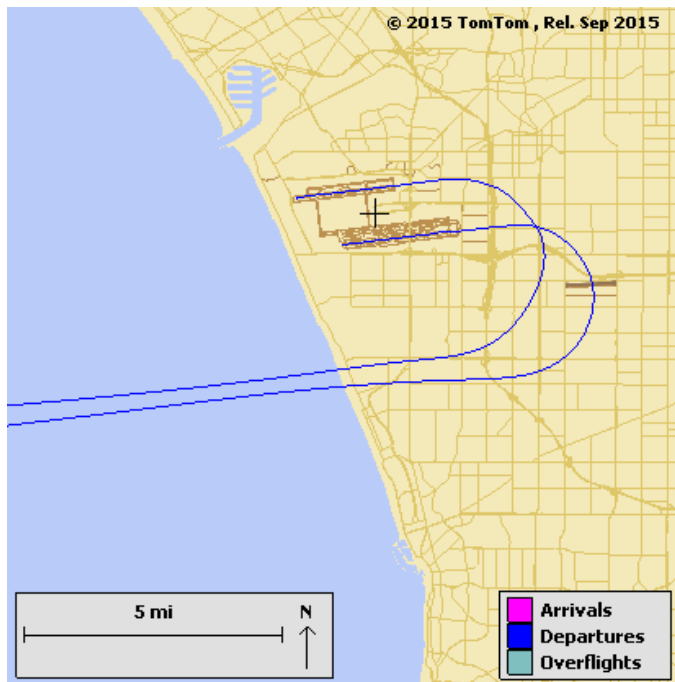 © 2015 TomTom , Rel. Sep 2015
5 mi
N
Arrivals
Departures
Overflights